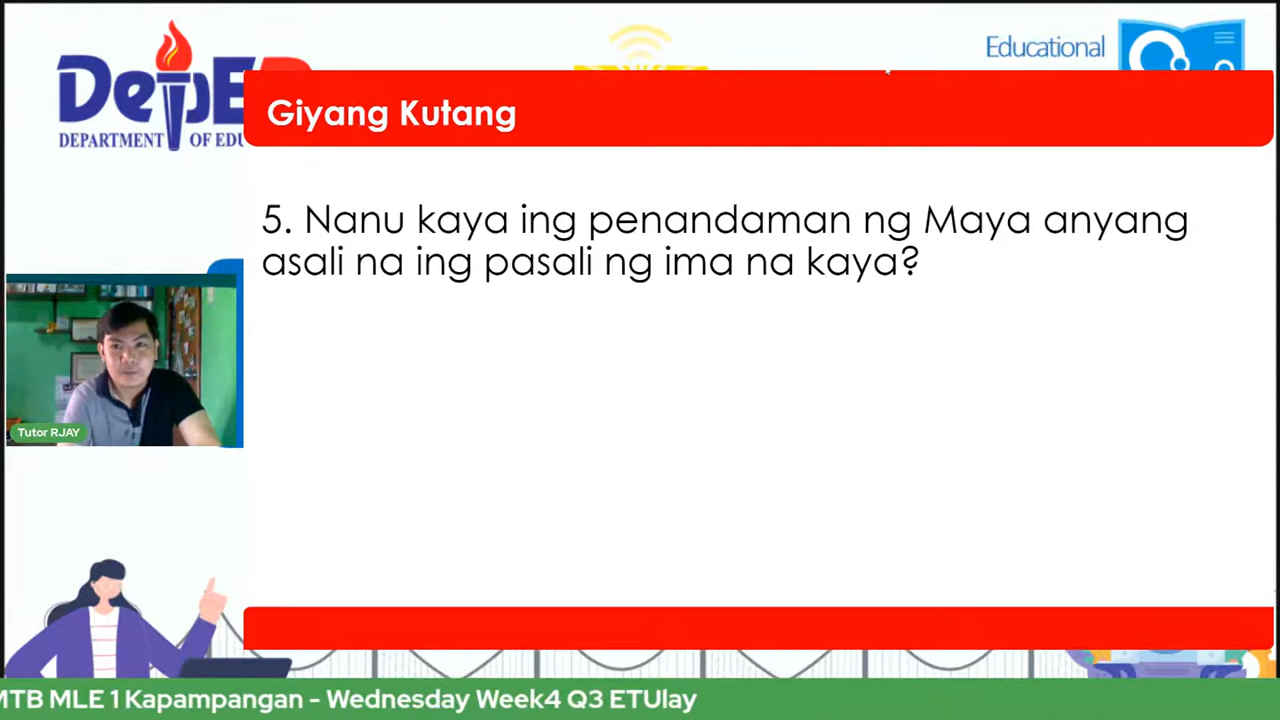 DepED
DEPARTMENT OF EDU
Educational
Giyang Kutang
5. Nanu kaya ing penandaman ng Maya anyang
asali na ing pasali ng ima na kaya?
Tutor RJAY
MTB MLE 1 Kapampangan - Wednesday Week4 Q3 ETUlay